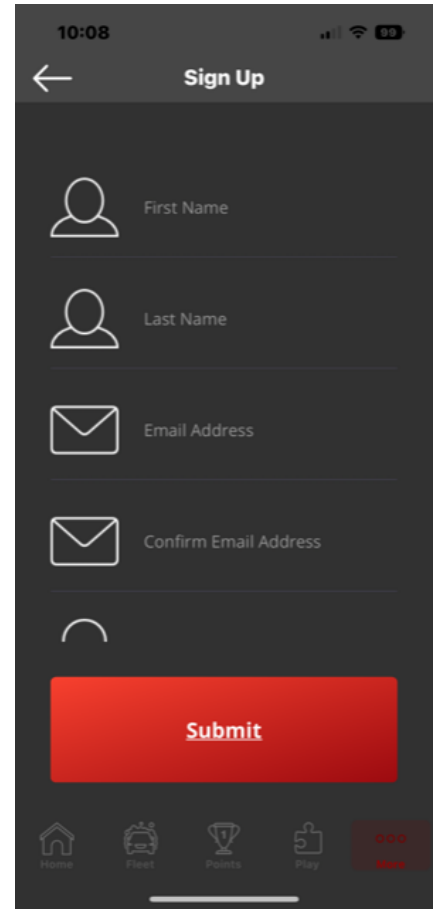 10:08
99
Sign Up
First Name
Last Name
Email Address
Confirm Email Address
Submit
Home Fleet Points Play More